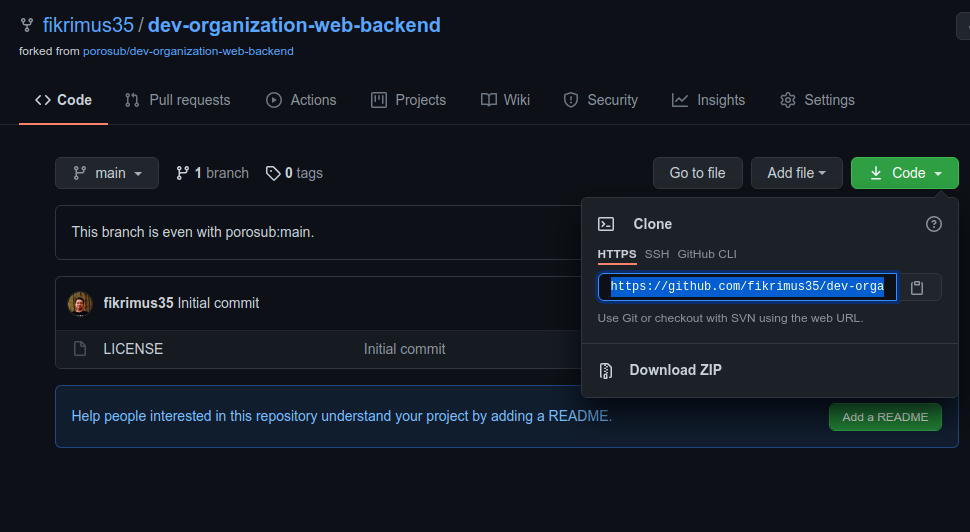 fikrimus35 / dev-organization-web-backend
forked from porosub/dev-organization-web-backend
Code Pull requests Actions Projects Wiki Security Insights Settings
main 1 branch 0 tags Go to file Add file Code
This branch is even with porosub:main.
Clone
HTTPS SSH GitHub CLI
https://github.com/fikrimus35/dev-orga
Use Git or checkout with SVN using the web URL.
Download ZIP
fikrimus35 Initial commit
LICENSE Initial commit
Help people interested in this repository understand your project by adding a README.
Add a README